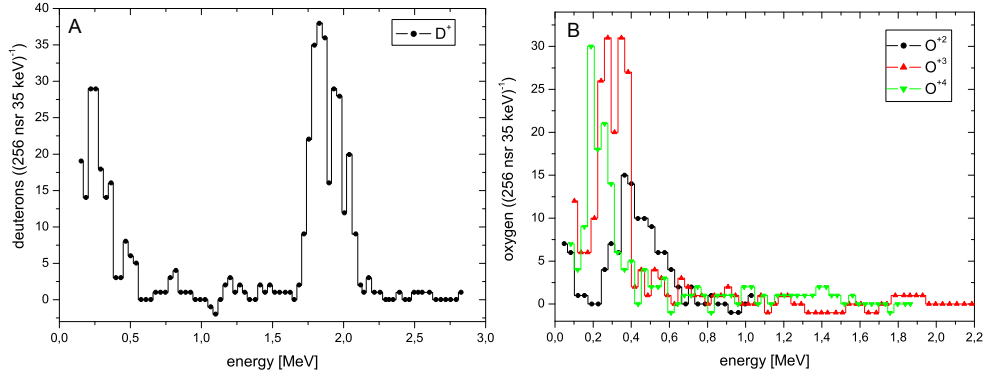 A
D+
deuterons ((256 nsr 35 keV)-1)
40
35
30
25
20
15
10
5
0
0,0 0,5 1,0 1,5 2,0 2,5 3,0
energy [MeV]
B
O+2
O+3
O+4
oxygen ((256 nsr 35 keV)-1)
30
25
20
15
10
5
0
0,0 0,2 0,4 0,6 0,8 1,0 1,2 1,4 1,6 1,8 2,0 2,2
energy [MeV]